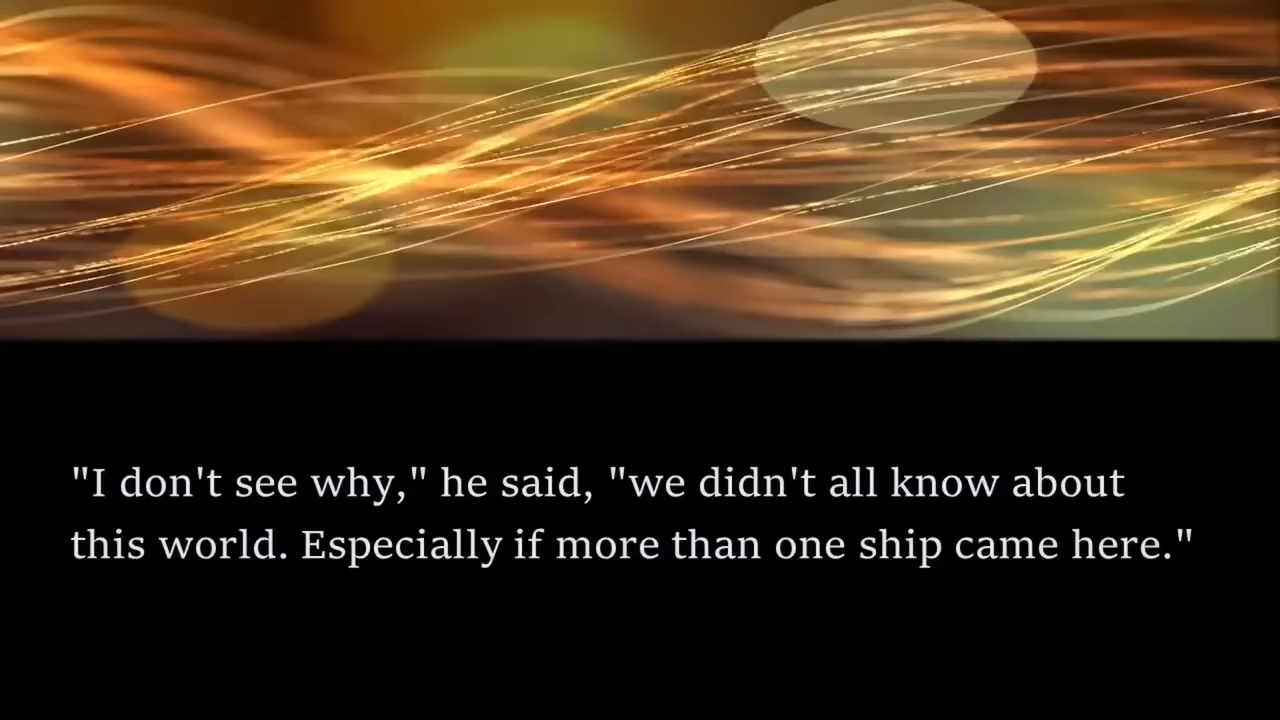 "I don't see why," he said, "we didn't all know about
this world. Especially if more than one ship came here."